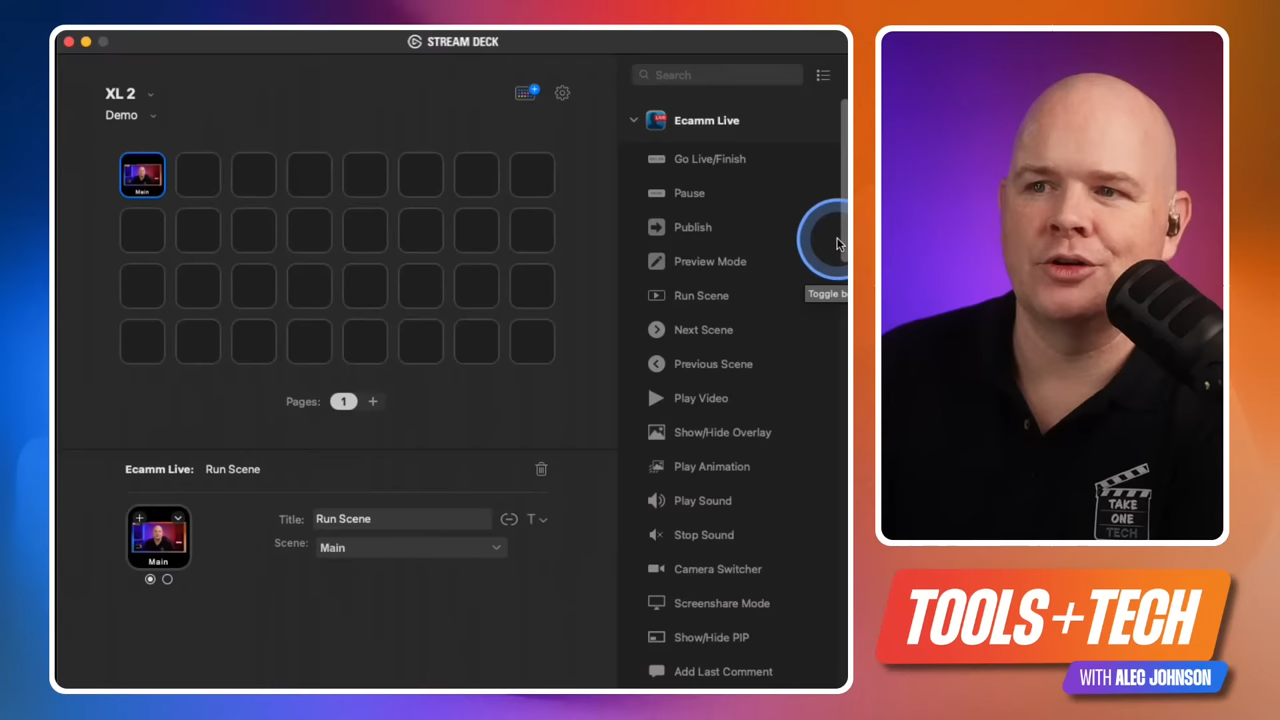 STREAM DECK
XL 2
Demo
Main
Pages: 1 +
Ecamm Live: Run Scene
Main
Title: Run Scene
T
Scene: Main
Search
LIVE
Ecamm Live
Go Live/Finish
Pause
Publish
Preview Mode
Toggle b
Run Scene
Next Scene
Previous Scene
Play Video
Show/Hide Overlay
Play Animation
Play Sound
Stop Sound
Camera Switcher
Screenshare Mode
Show/Hide PIP
Add Last Comment
TAKE
ONE
TECH
TOOLS+TECH
WITH ALEC JOHNSON